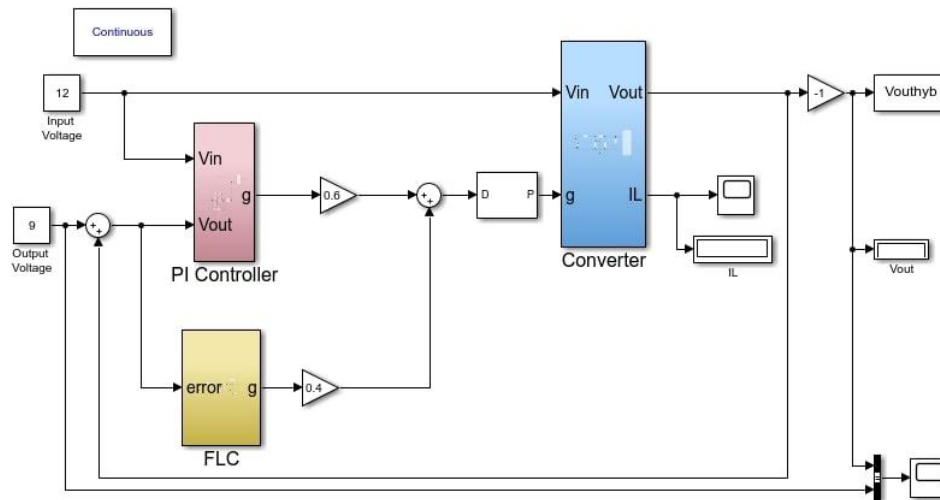 Continuous
12
Input
Voltage
Vin
Vout
g
PI Controller
0.6
9
Output
Voltage
+
+
+
+
D
P
Vin
Vout
g
IL
Converter
-1
Vouthyb
IL
Vout
error
g
FLC
0.4